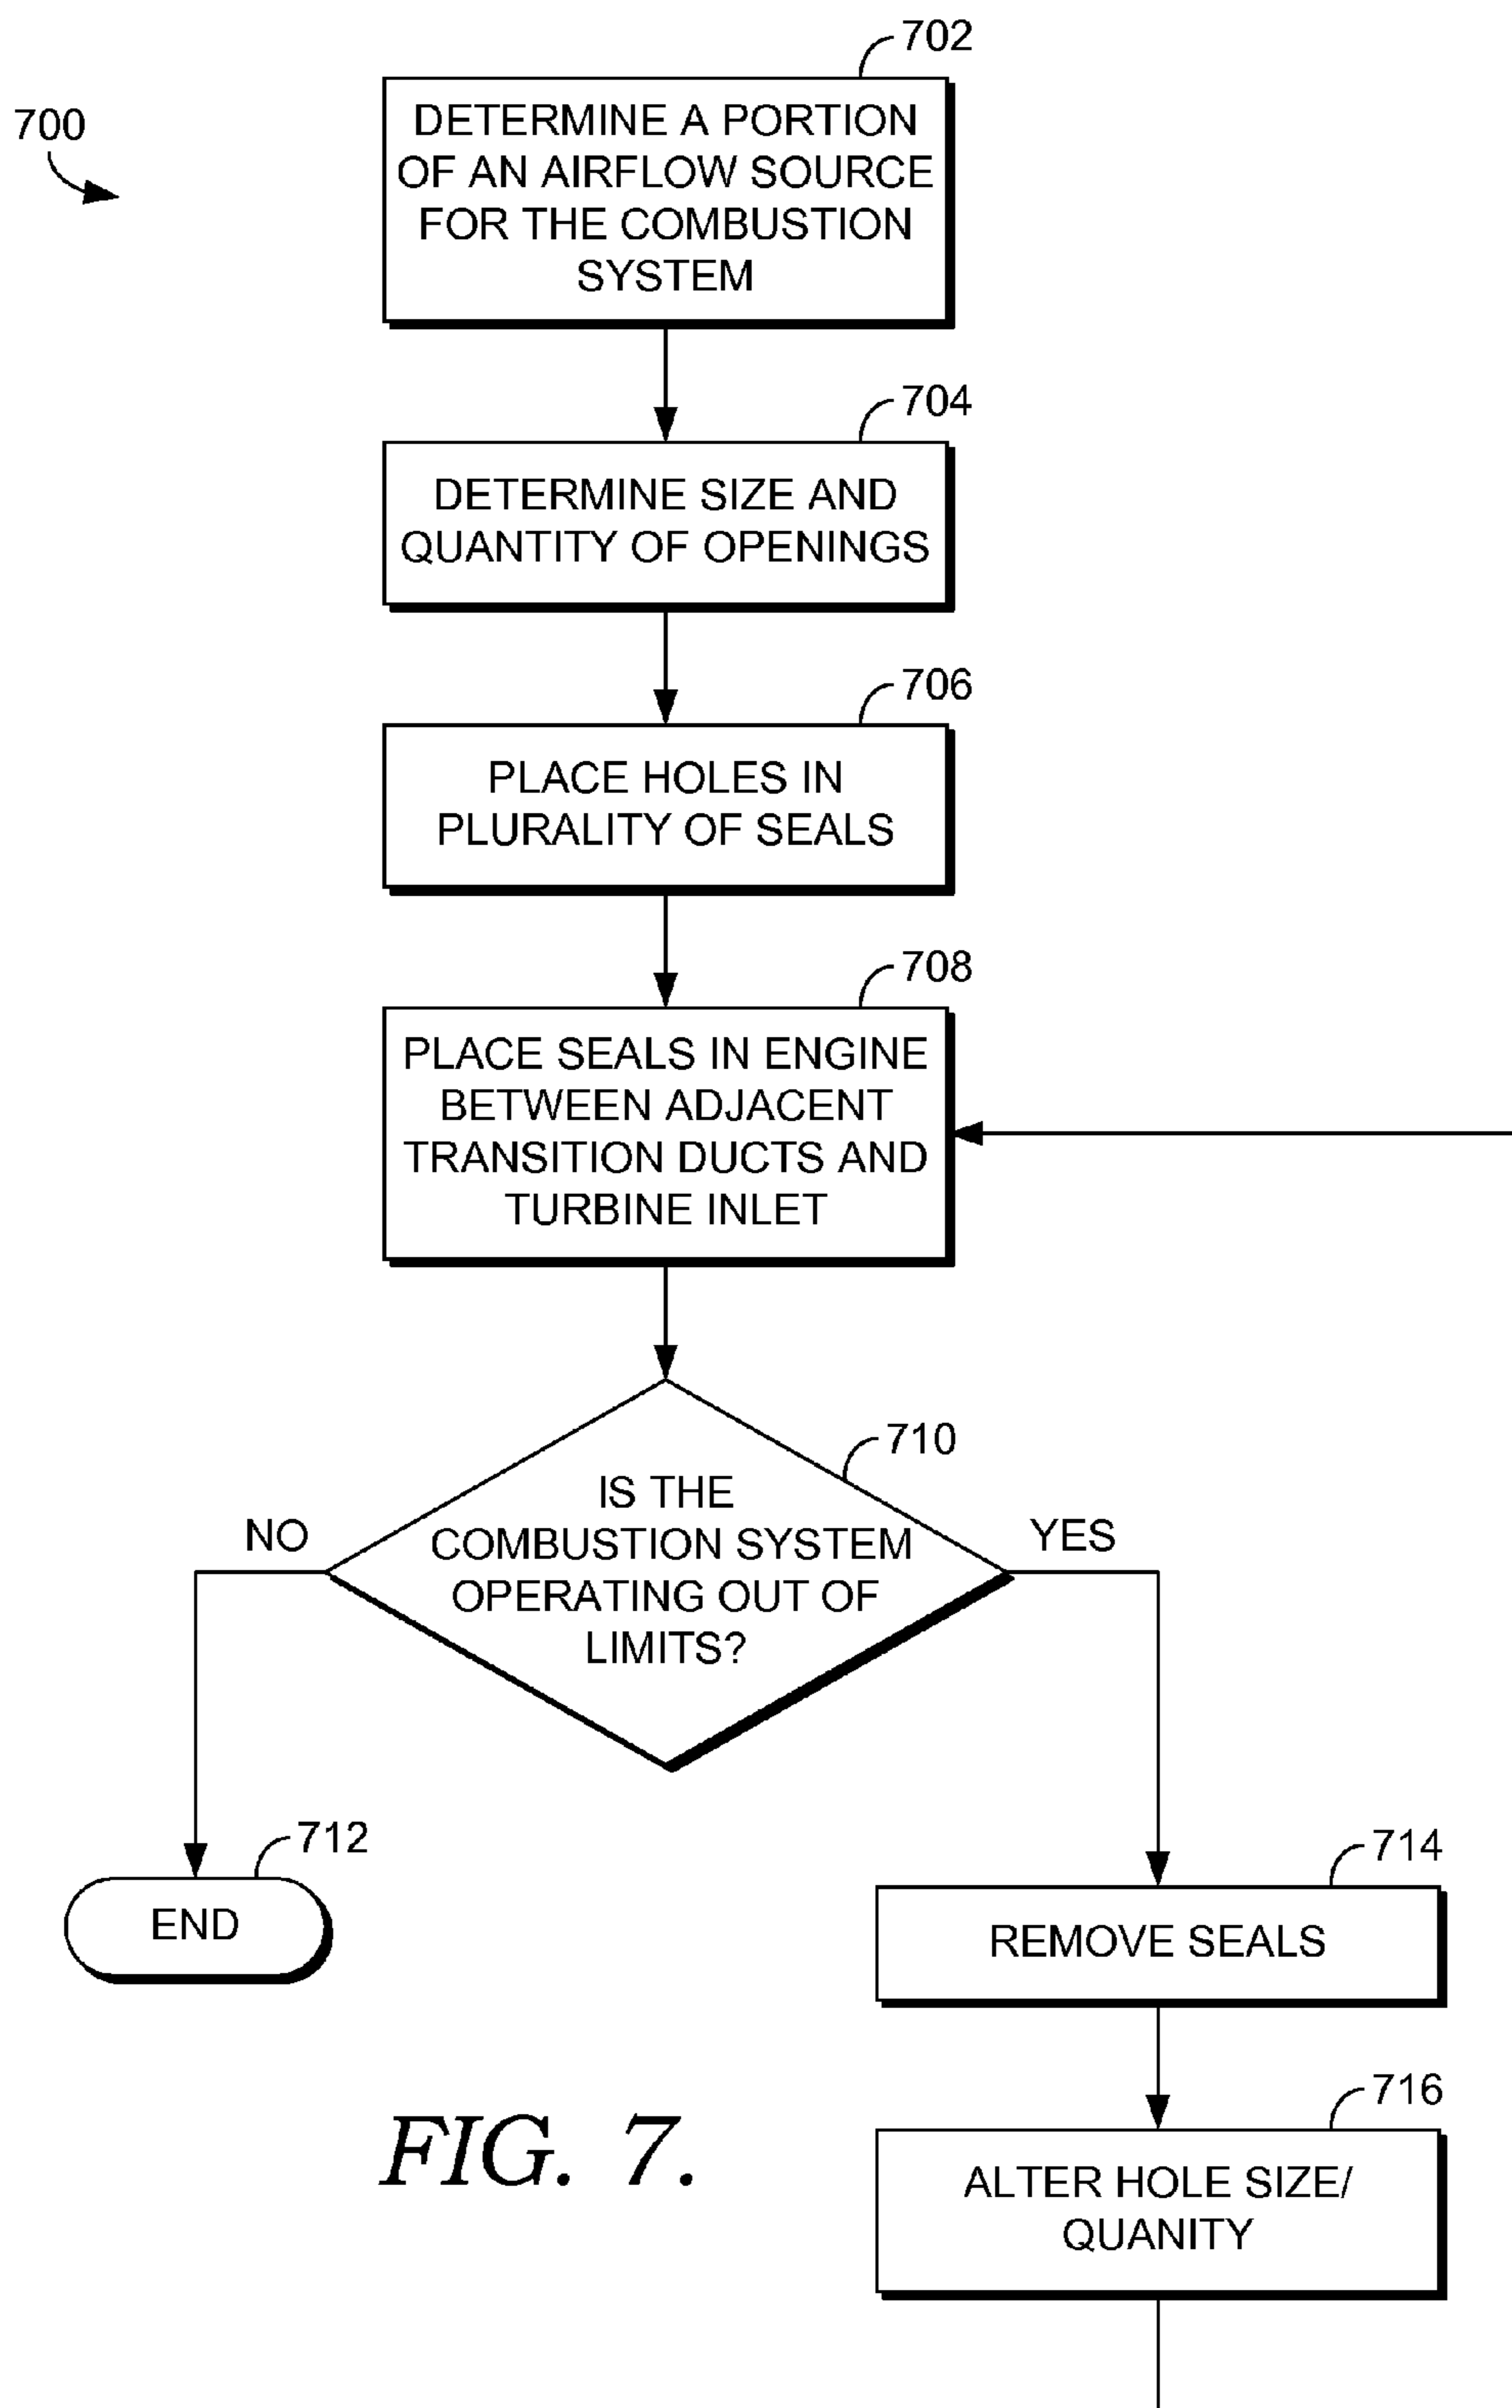 700
702
DETERMINE A PORTION
OF AN AIRFLOW SOURCE
FOR THE COMBUSTION
SYSTEM
704
DETERMINE SIZE AND
QUANTITY OF OPENINGS
706
PLACE HOLES IN
PLURALITY OF SEALS
708
PLACE SEALS IN ENGINE
BETWEEN ADJACENT
TRANSITION DUCTS AND
TURBINE INLET
710
IS THE
COMBUSTION SYSTEM
OPERATING OUT OF
LIMITS?
NO
YES
712
END
714
REMOVE SEALS
716
ALTER HOLE SIZE/
QUANITY
FIG. 7.